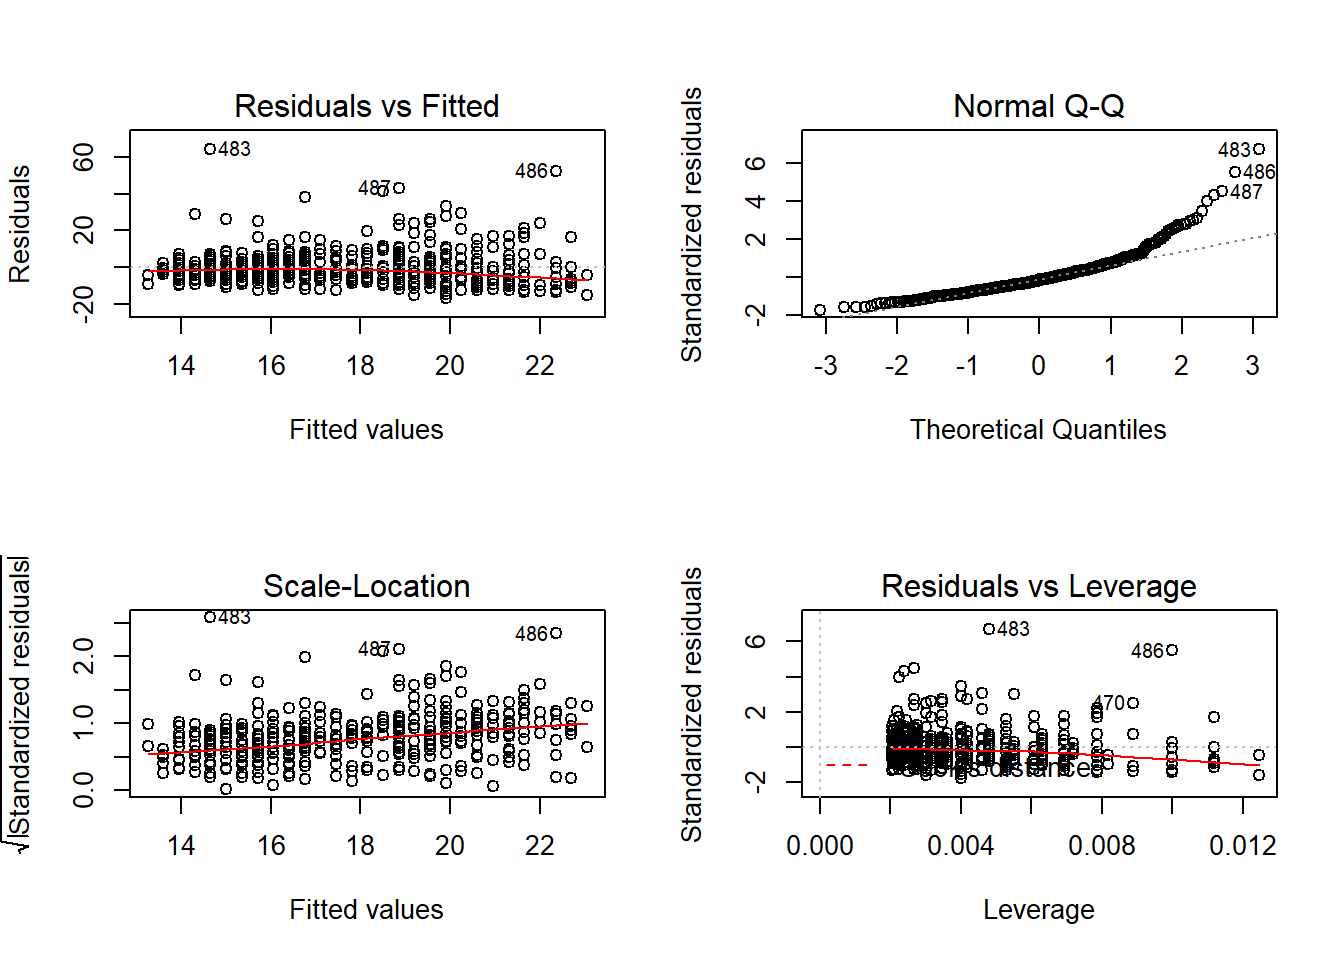 Residuals vs Fitted
Residuals
60
20
-20
483
487
486
14 16 18 20 22
Fitted values
Normal Q-Q
Standardized residuals
6
4
2
-2
483
486
487
-3 -2 -1 0 1 2 3
Theoretical Quantiles
Scale-Location
√|Standardized residuals|
2.0
1.0
0.0
483
487
486
14 16 18 20 22
Fitted values
Residuals vs Leverage
Standardized residuals
6
2
-2
483
486
470
distance
0.000 0.004 0.008 0.012
Leverage